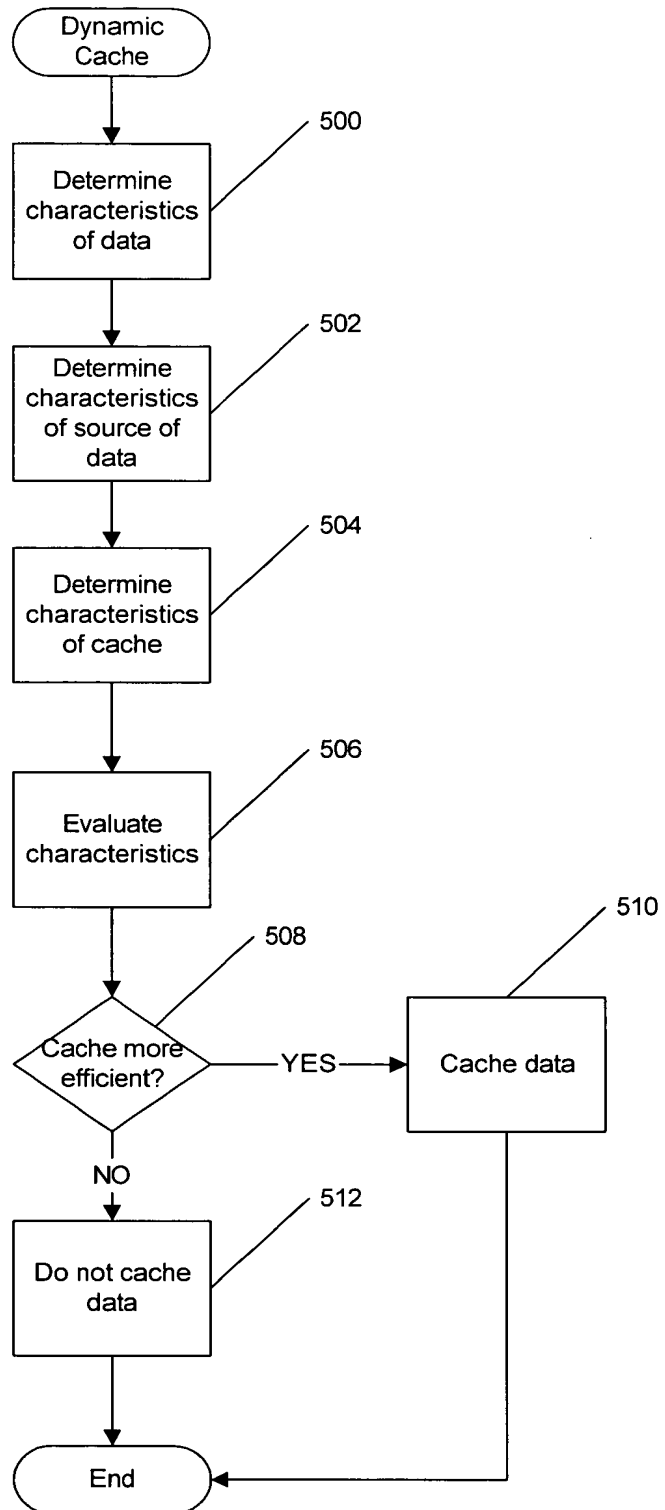 Dynamic
Cache
500
Determine
characteristics
of data
502
Determine
characteristics
of source of
data
504
Determine
characteristics
of cache
506
Evaluate
characteristics
508
Cache more
efficient?
YES
510
Cache data
NO
512
Do not cache
data
End